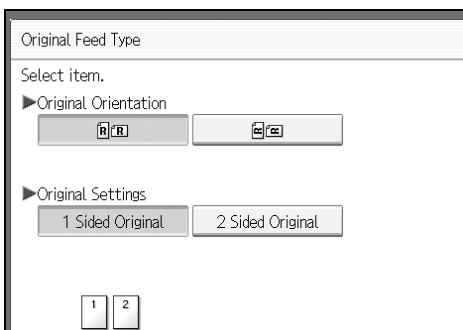 Original Feed Type
Select item.
▶Original Orientation
R R R R
▶Original Settings
1 Sided Original 2 Sided Original
1 2